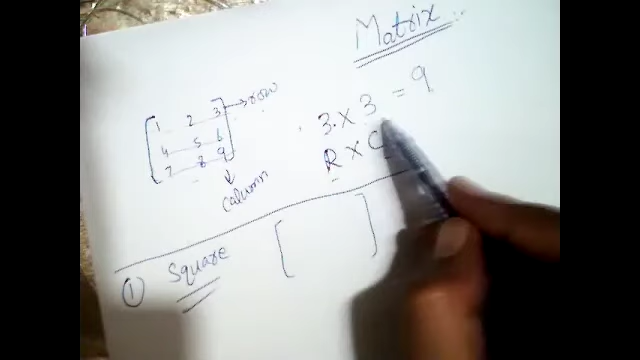 Matrix
1 2 3 → row
4 5 6
7 8 9
column
3 × 3 = 9
R × C
① Square [ ]